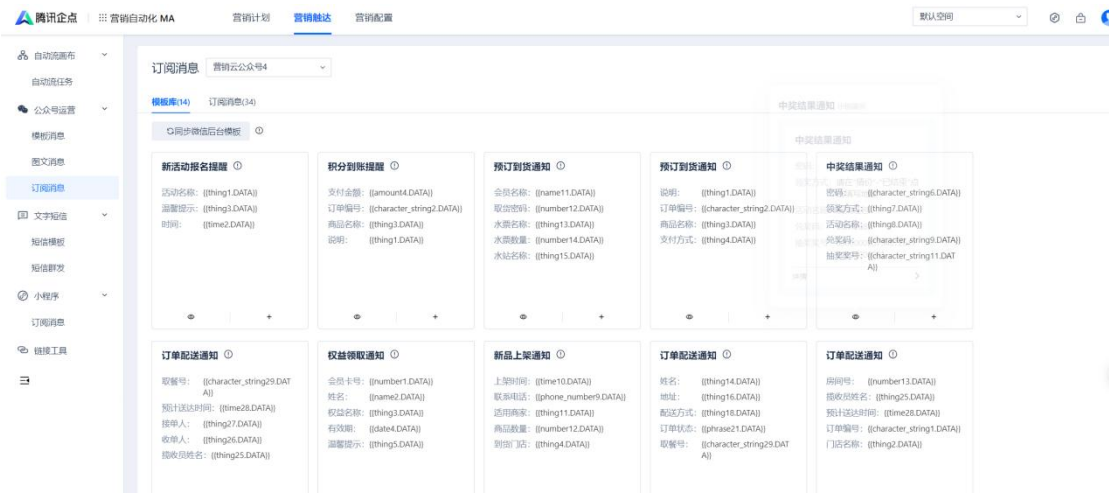 腾讯企点
营销自动化 MA
营销计划
营销触达
营销配置
默认空间
自动流画布
自动流任务
公众号运营
模板消息
图文消息
订阅消息
文字短信
短信模板
短信群发
小程序
订阅消息
链接工具
订阅消息
营销云公众号4
模板库(14)
订阅消息(34)
同步微信后台模板
新活动报名提醒
活动名称: {{thing1.DATA}}
温馨提示: {{thing3.DATA}}
时间: {{time2.DATA}}
积分到账提醒
支付金额: {{amount4.DATA}}
订单编号: {{character_string2.DATA}}
商品名称: {{thing3.DATA}}
说明: {{thing1.DATA}}
预订到货通知
会员名称: {{name11.DATA}}
取货密码: {{number12.DATA}}
水票名称: {{thing13.DATA}}
水票数量: {{number14.DATA}}
水站名称: {{thing15.DATA}}
预订到货通知
说明: {{thing1.DATA}}
订单编号: {{character_string2.DATA}}
商品名称: {{thing3.DATA}}
支付方式: {{thing4.DATA}}
中奖结果通知
中奖结果通知
中奖结果通知
密码: {{character_string6.DATA}}
领奖方式: {{thing7.DATA}}
活动名称: {{thing8.DATA}}
兑奖码: {{character_string9.DATA}}
抽奖案号: {{character_string11.DAT
A}}
订单配送通知
取餐号: {{character_string29.DAT
A}}
预计送达时间: {{time28.DATA}}
接单人: {{thing27.DATA}}
收单人: {{thing26.DATA}}
揽收员姓名: {{thing25.DATA}}
权益领取通知
会员卡号: {{number1.DATA}}
姓名: {{name2.DATA}}
权益名称: {{thing3.DATA}}
有效期: {{date4.DATA}}
温馨提示: {{thing5.DATA}}
新品上架通知
上架时间: {{time10.DATA}}
联系电话: {{phone_number9.DATA}}
适用商家: {{thing11.DATA}}
商品数量: {{number12.DATA}}
到货门店: {{thing4.DATA}}
订单配送通知
姓名: {{thing14.DATA}}
地址: {{thing16.DATA}}
配送方式: {{thing18.DATA}}
订单状态: {{phrase21.DATA}}
取餐号: {{character_string29.DAT
A}}
订单配送通知
房间号: {{number13.DATA}}
揽收员姓名: {{thing25.DATA}}
预计送达时间: {{time28.DATA}}
订单编号: {{character_string1.DATA}}
门店名称: {{thing2.DATA}}